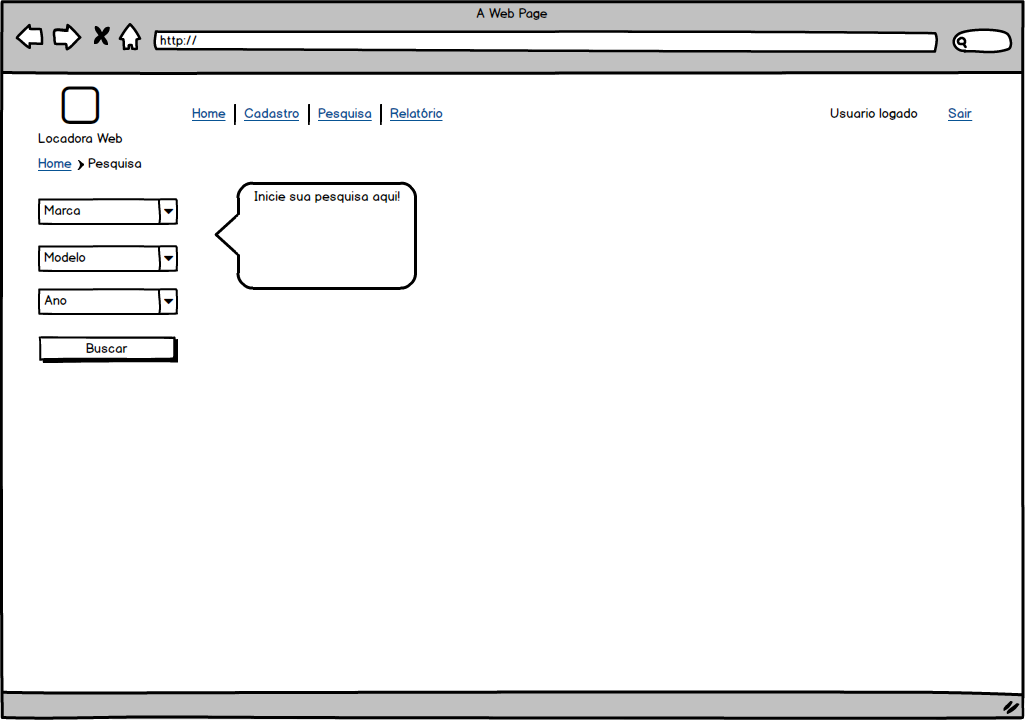 A Web Page
http://
Home Cadastro Pesquisa Relatório Usuario logado Sair
Locadora Web
Home Pesquisa
Inicie sua pesquisa aqui!
Marca
Modelo
Ano
Buscar